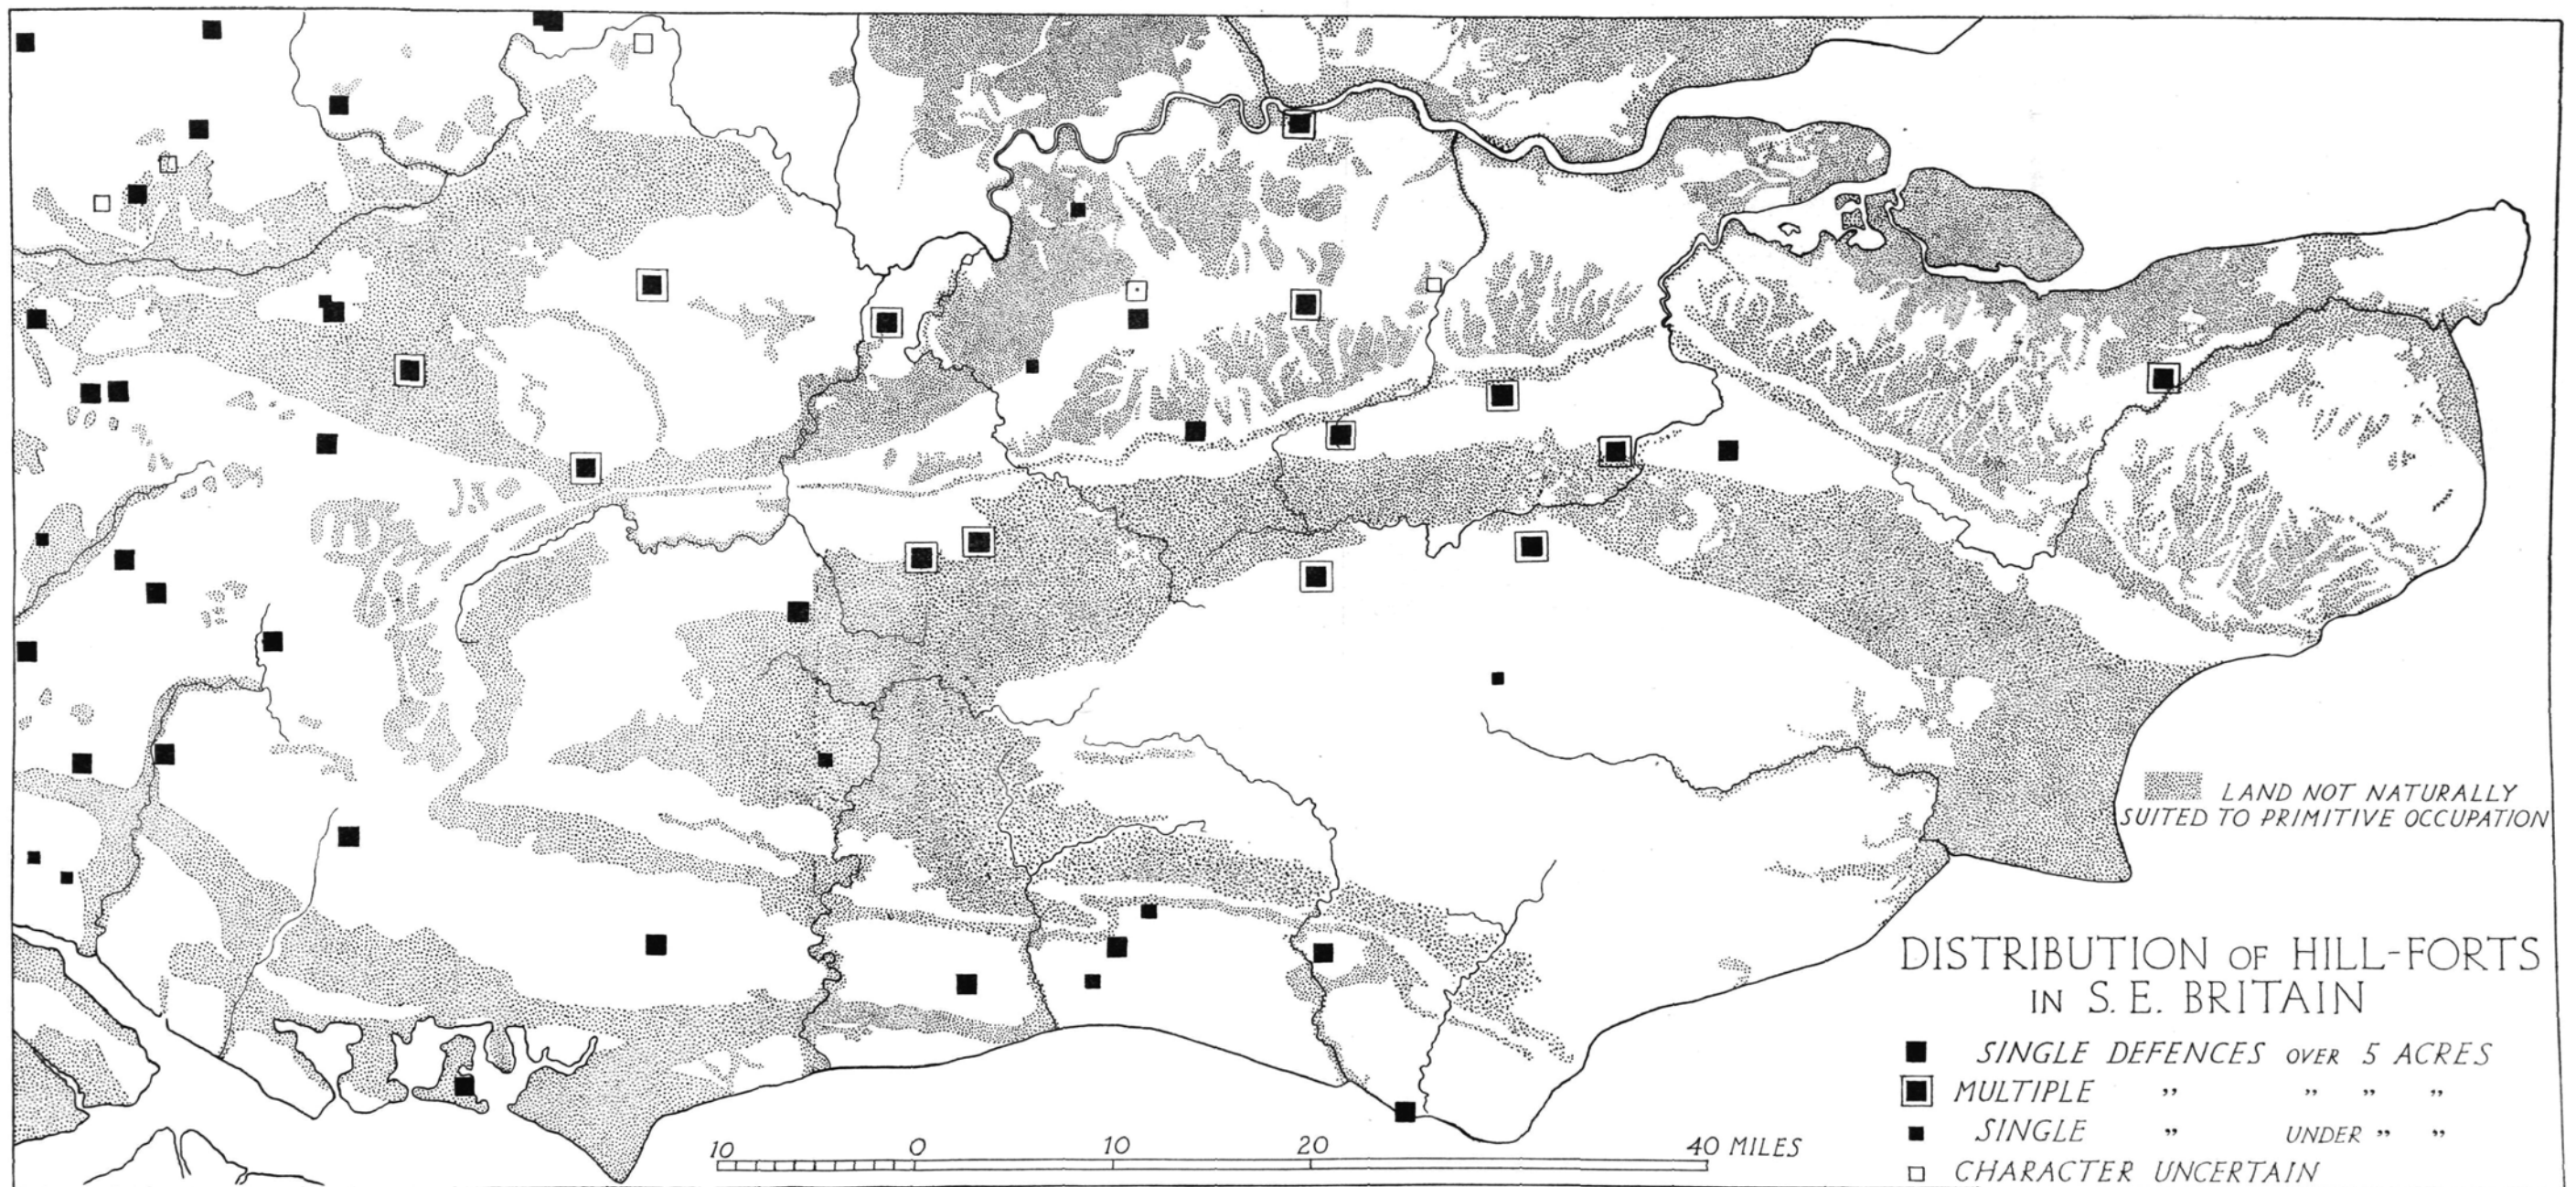 LAND NOT NATURALLY
SUITED TO PRIMITIVE OCCUPATION
DISTRIBUTION OF HILL-FORTS
IN S.E. BRITAIN
SINGLE DEFENCES OVER 5 ACRES
MULTIPLE " " " "
SINGLE " UNDER " "
CHARACTER UNCERTAIN
10 0 10 20 40 MILES